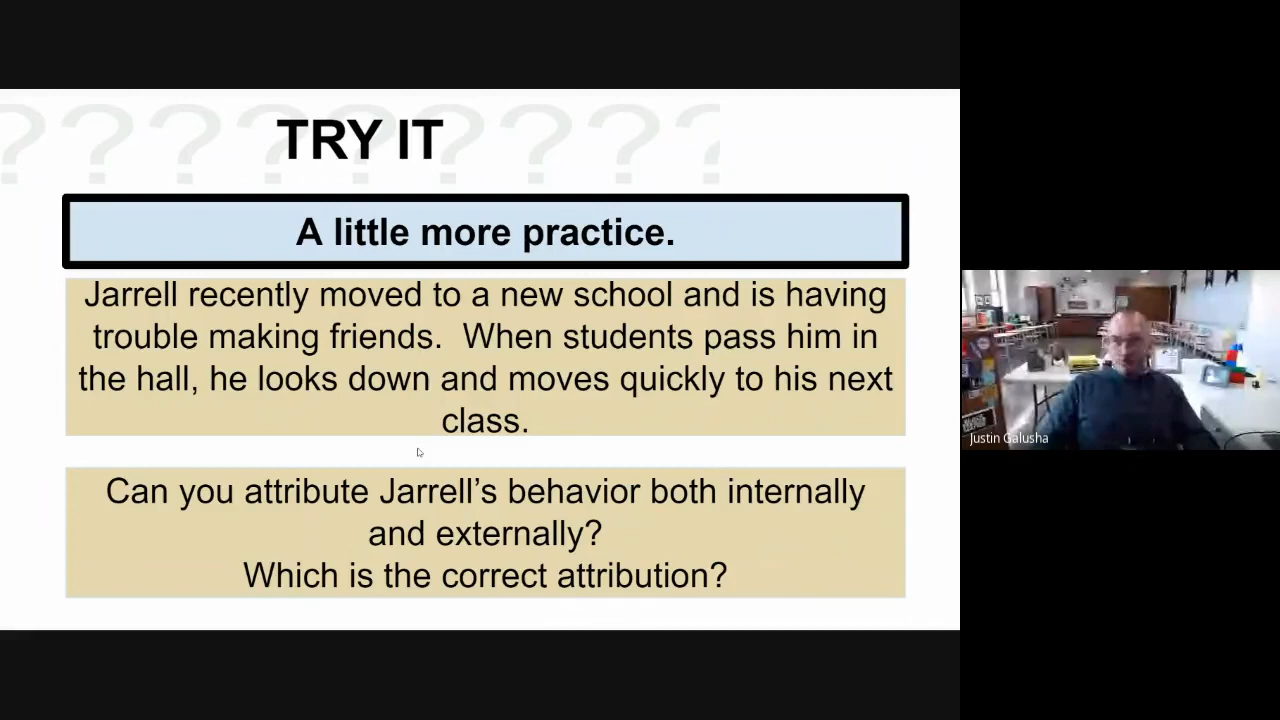 TRY IT
A little more practice.
Jarrell recently moved to a new school and is having
trouble making friends.  When students pass him in
the hall, he looks down and moves quickly to his next
class.
Can you attribute Jarrell’s behavior both internally
and externally?
Which is the correct attribution?
Justin Galusha